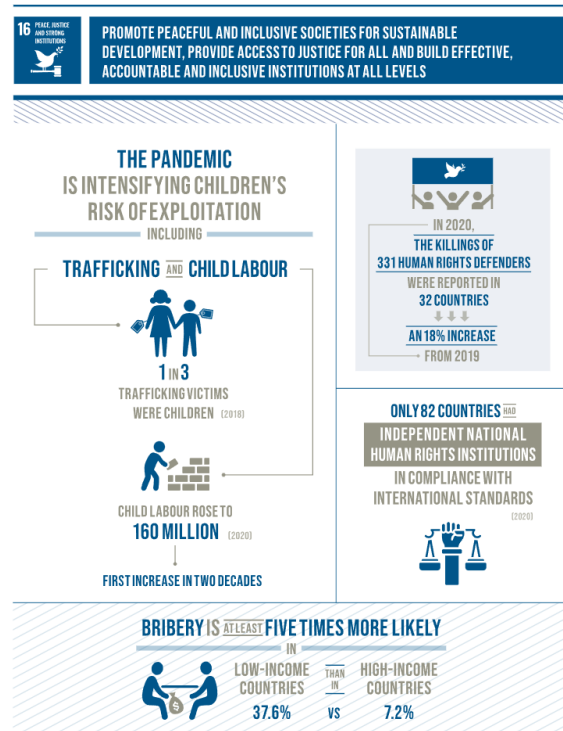 16 PEACE, JUSTICE
AND STRONG
INSTITUTIONS
PROMOTE PEACEFUL AND INCLUSIVE SOCIETIES FOR SUSTAINABLE
DEVELOPMENT, PROVIDE ACCESS TO JUSTICE FOR ALL AND BUILD EFFECTIVE,
ACCOUNTABLE AND INCLUSIVE INSTITUTIONS AT ALL LEVELS
THE PANDEMIC
IS INTENSIFYING CHILDREN'S
RISK OF EXPLOITATION
INCLUDING
TRAFFICKING AND CHILD LABOUR
1 IN 3
TRAFFICKING VICTIMS
WERE CHILDREN (2018)
CHILD LABOUR ROSE TO
160 MILLION (2020)
FIRST INCREASE IN TWO DECADES
IN 2020,
THE KILLINGS OF
331 HUMAN RIGHTS DEFENDERS
WERE REPORTED IN
32 COUNTRIES
AN 18% INCREASE
FROM 2019
ONLY 82 COUNTRIES HAD
INDEPENDENT NATIONAL
HUMAN RIGHTS INSTITUTIONS
IN COMPLIANCE WITH
INTERNATIONAL STANDARDS
(2020)
BRIBERY IS AT LEAST FIVE TIMES MORE LIKELY
IN
LOW-INCOME THAN HIGH-INCOME
COUNTRIES IN COUNTRIES
$ 37.6% VS 7.2%